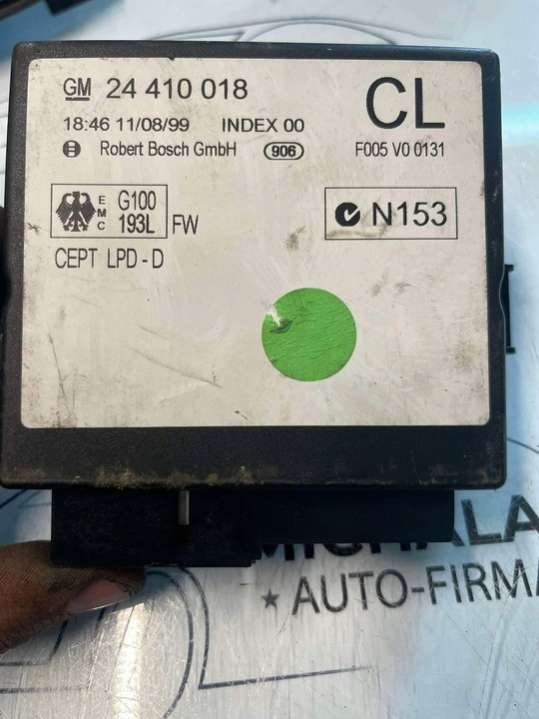 GM 24 410 018
CL
18:46 11/08/99 INDEX 00
Robert Bosch GmbH 906 F005 V0 0131
EMC
G100
193L FW
N153
CEPT LPD - D
AUTO-FIRMA